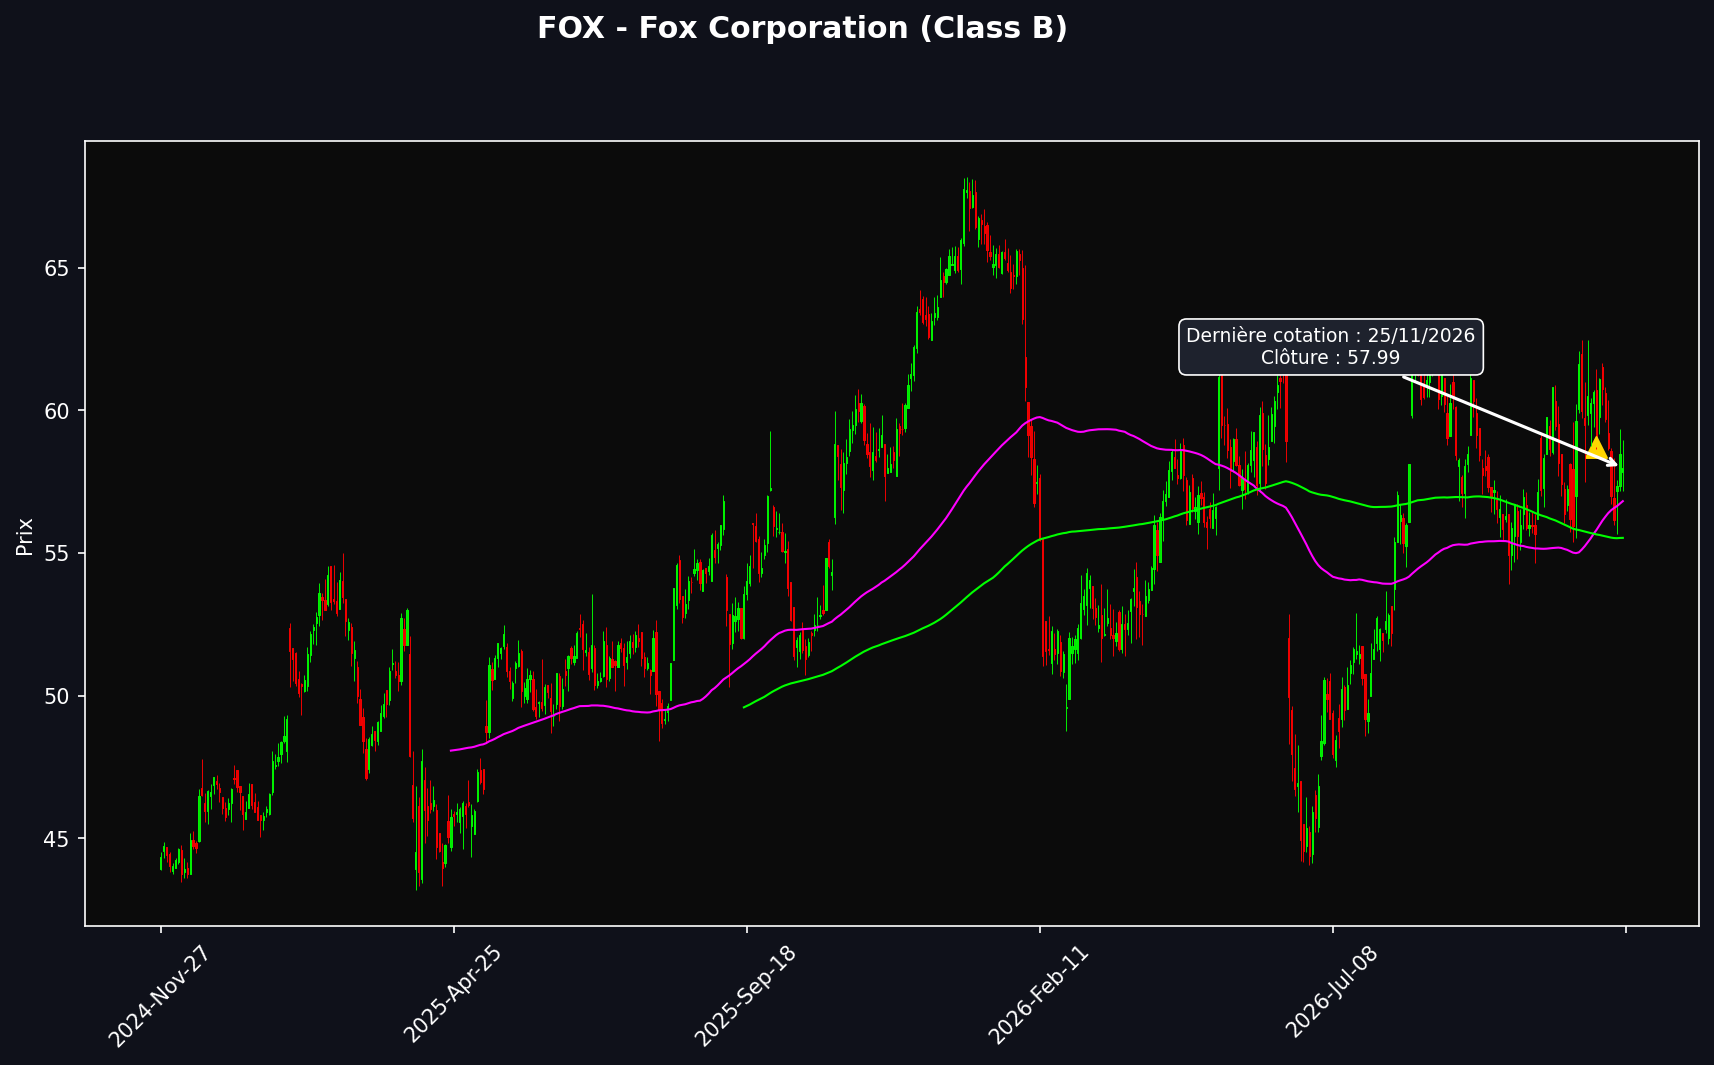 FOX - Fox Corporation (Class B)
Prix
65
60
55
50
45
Dernière cotation : 25/11/2026
Clôture : 57.99
2024-Nov-27
2025-Apr-25
2025-Sep-18
2026-Feb-11
2026-Jul-08